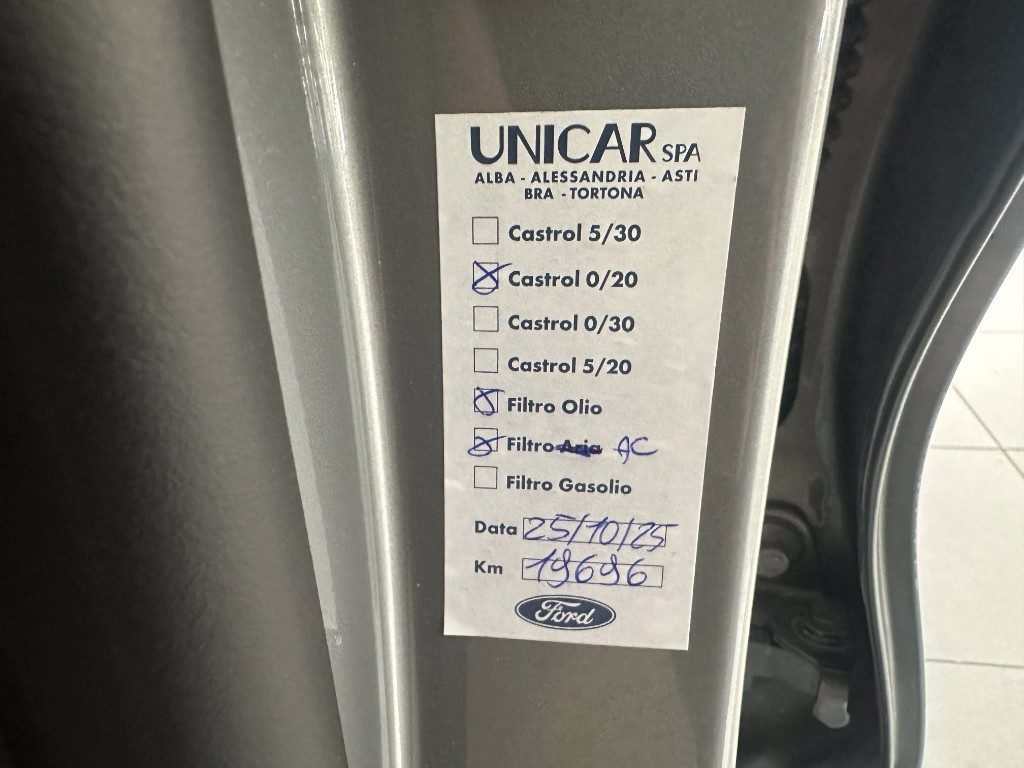 UNICAR SPA
ALBA - ALESSANDRIA - ASTI
BRA - TORTONA
Castrol 5/30
Castrol 0/20
Castrol 0/30
Castrol 5/20
Filtro Olio
Filtro Aria AC
Filtro Gasolio
Data 25/10/25
Km 19696
Ford